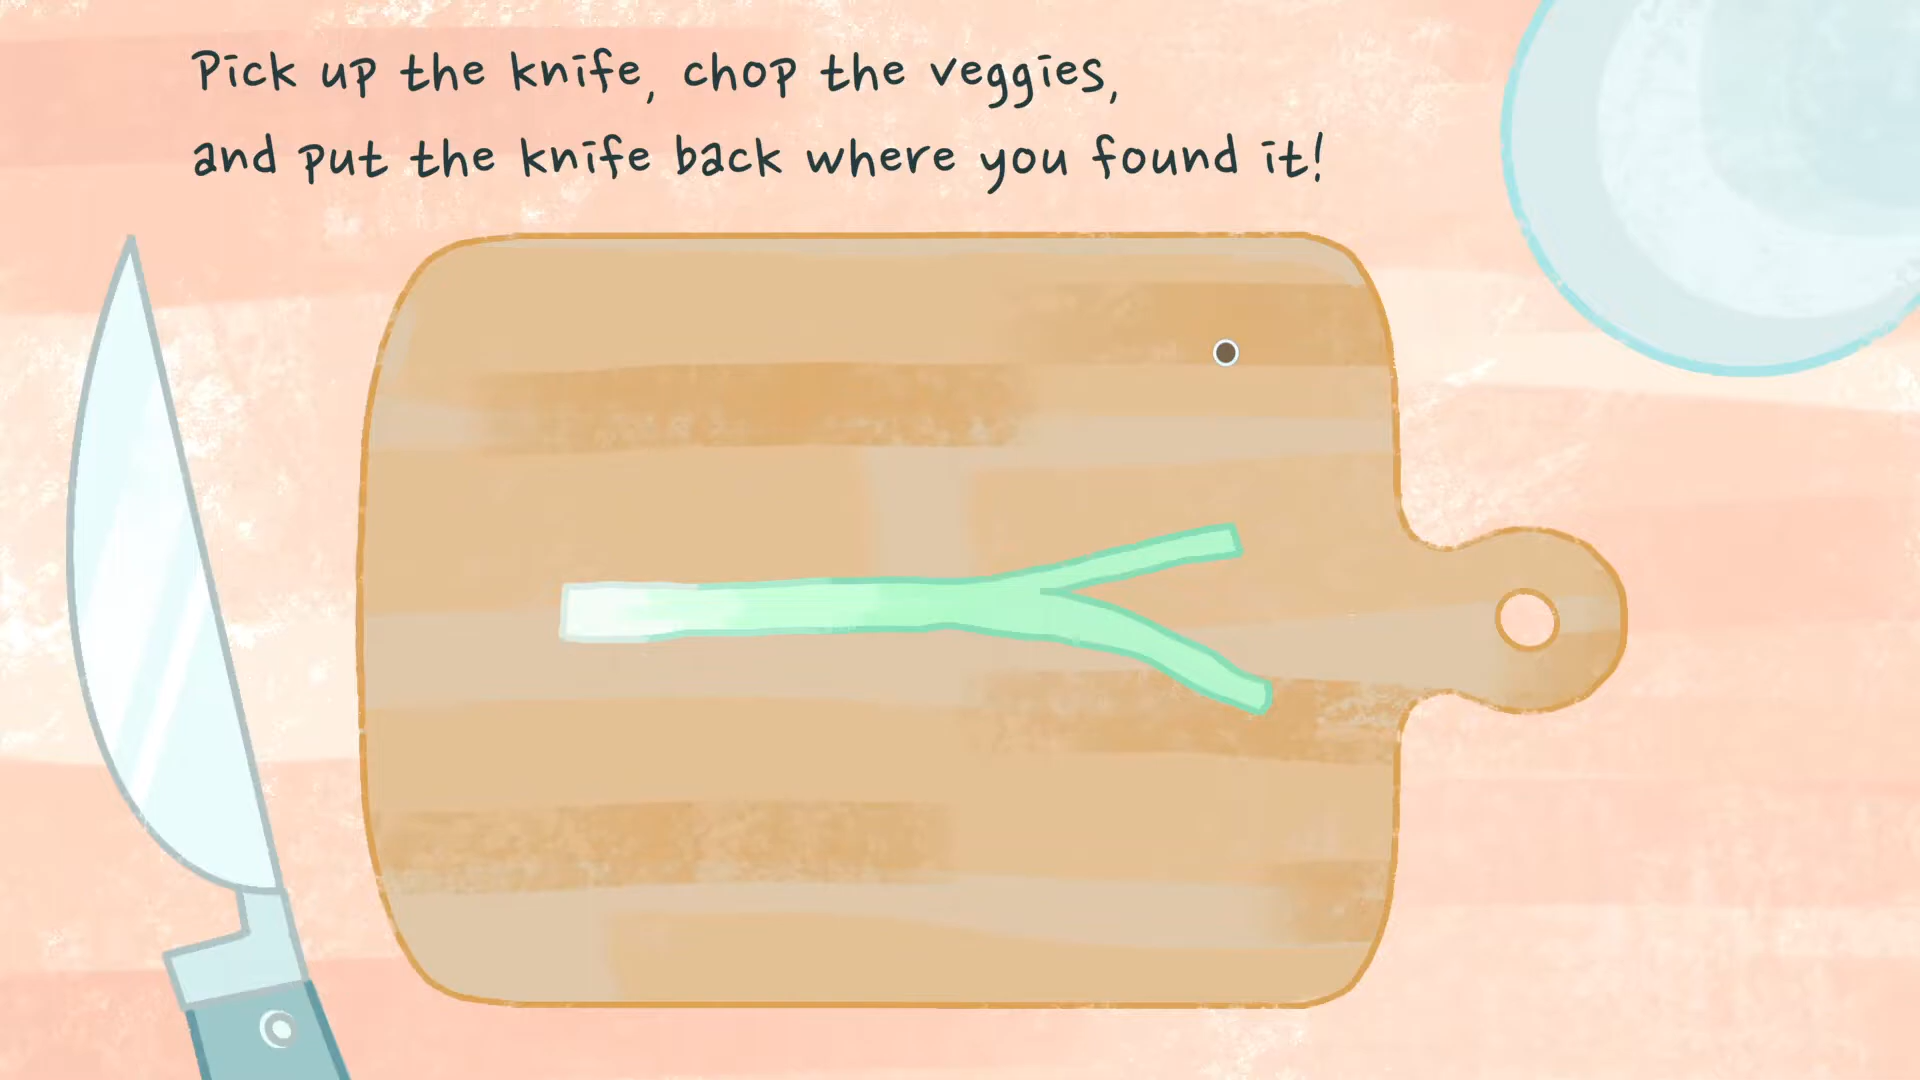 Pick up the knife, chop the veggies,
and put the knife back where you found it!